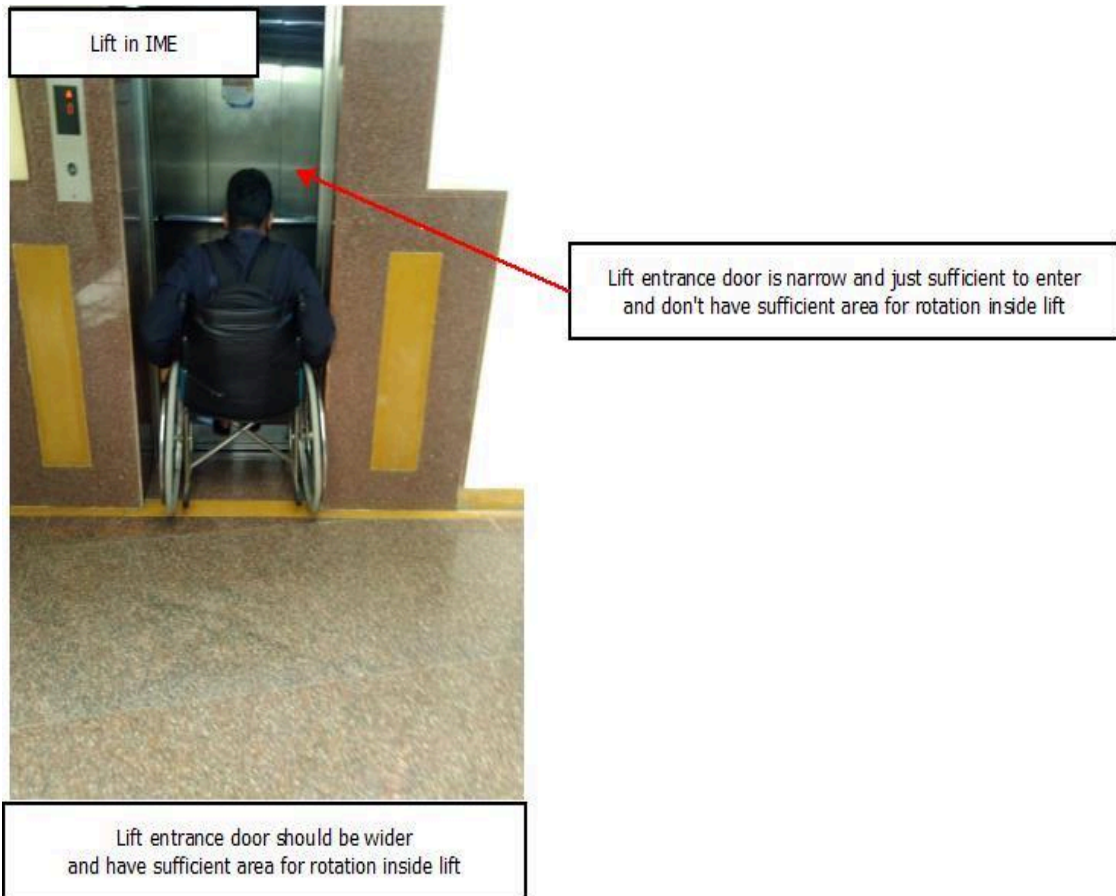 Lift in IME
Lift entrance door is narrow and just sufficient to enter
and don't have sufficient area for rotation inside lift
Lift entrance door should be wider
and have sufficient area for rotation inside lift